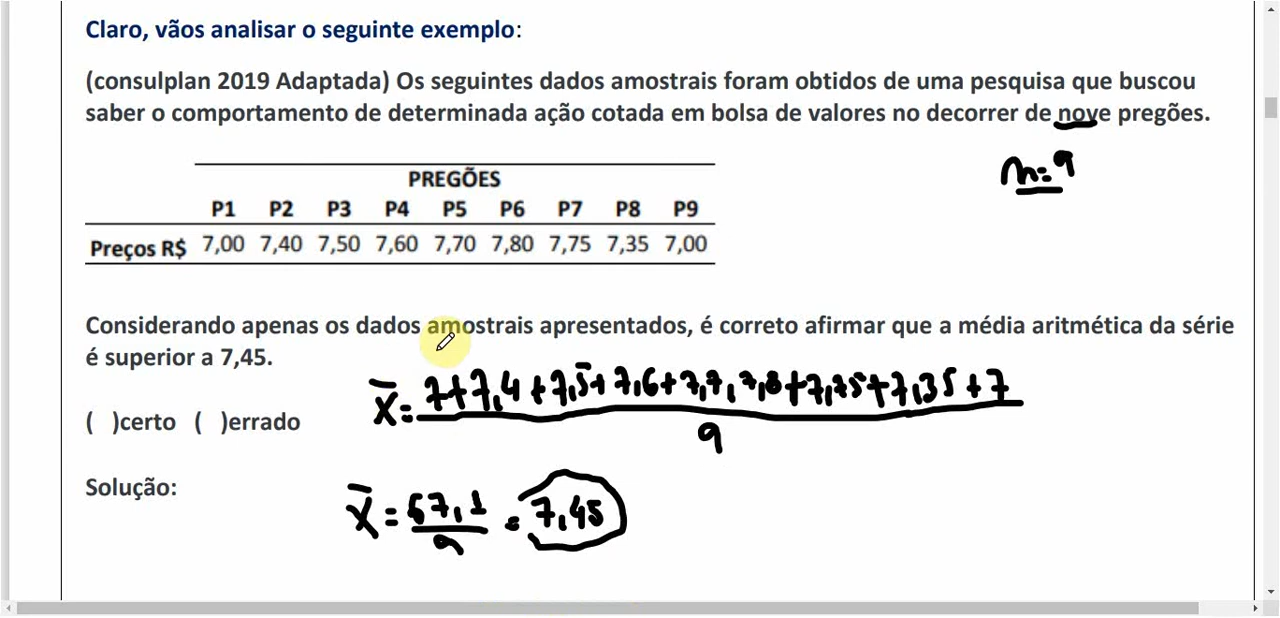 Claro, vãos analisar o seguinte exemplo:
(consulplan 2019 Adaptada) Os seguintes dados amostrais foram obtidos de uma pesquisa que buscou
saber o comportamento de determinada ação cotada em bolsa de valores no decorrer de nove pregões.
n=9
PREGÕES
P1 P2 P3 P4 P5 P6 P7 P8 P9
Preços R$ 7,00 7,40 7,50 7,60 7,70 7,80 7,75 7,35 7,00
Considerando apenas os dados amostrais apresentados, é correto afirmar que a média aritmética da série
é superior a 7,45.
x̄ = 7+7,4+7,5+7,6+7,7,7,8+7,75+7,35+7
9
( )certo ( )errado
Solução:
x̄ = 67,1 = 7,45
9